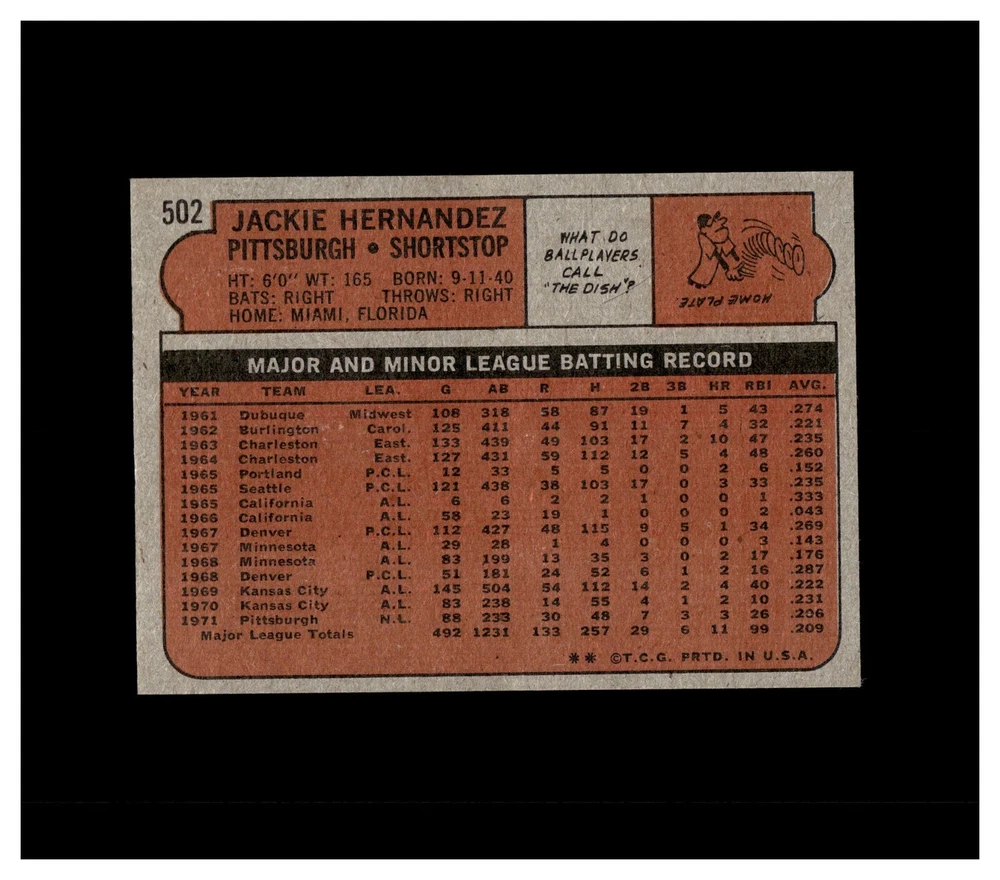 502
JACKIE HERNANDEZ
PITTSBURGH • SHORTSTOP
HT: 6'0" WT: 165 BORN: 9-11-40
BATS: RIGHT THROWS: RIGHT
HOME: MIAMI, FLORIDA
WHAT DO
BALLPLAYERS
CALL
"THE DISH"?
HOME PLATE
MAJOR AND MINOR LEAGUE BATTING RECORD
YEAR TEAM LEA. G AB R H 2B 3B HR RBI AVG.
1961 Dubuque Midwest 108 318 58 87 19 1 5 43 .274
1962 Burlington Carol. 125 411 44 91 11 7 4 32 .221
1963 Charleston East. 133 439 49 103 17 2 10 47 .235
1964 Charleston East. 127 431 59 112 12 5 4 48 .260
1965 Portland P.C.L. 12 33 5 5 0 0 2 6 .152
1965 Seattle P.C.L. 121 438 38 103 17 0 3 33 .235
1965 California A.L. 6 6 2 2 1 0 0 1 .333
1966 California A.L. 58 23 19 1 0 0 0 2 .043
1967 Denver P.C.L. 112 427 48 115 9 5 1 34 .269
1967 Minnesota A.L. 29 28 1 4 0 0 0 3 .143
1968 Minnesota A.L. 83 199 13 35 3 0 2 17 .176
1968 Denver P.C.L. 51 181 24 52 6 1 2 16 .287
1969 Kansas City A.L. 145 504 54 112 14 2 4 40 .222
1970 Kansas City A.L. 83 238 14 55 4 1 2 10 .231
1971 Pittsburgh N.L. 88 233 30 48 7 3 3 26 .206
Major League Totals 492 1231 133 257 29 6 11 99 .209
** ©T.C.G. PRTD. IN U.S.A.